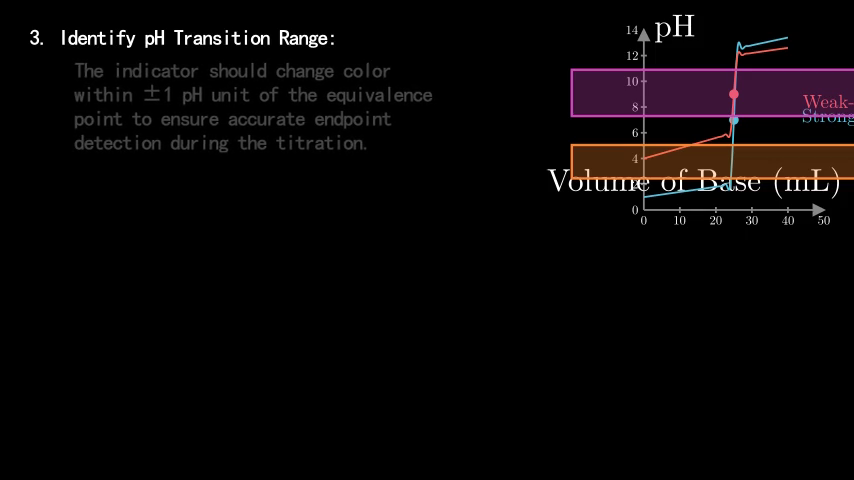 3. Identify pH Transition Range:
The indicator should change color
within ±1 pH unit of the equivalence
point to ensure accurate endpoint
detection during the titration.
pH
14
12
10
8
6
4
0
Weak-
Strong
Volume of Base (mL)
0 10 20 30 40 50